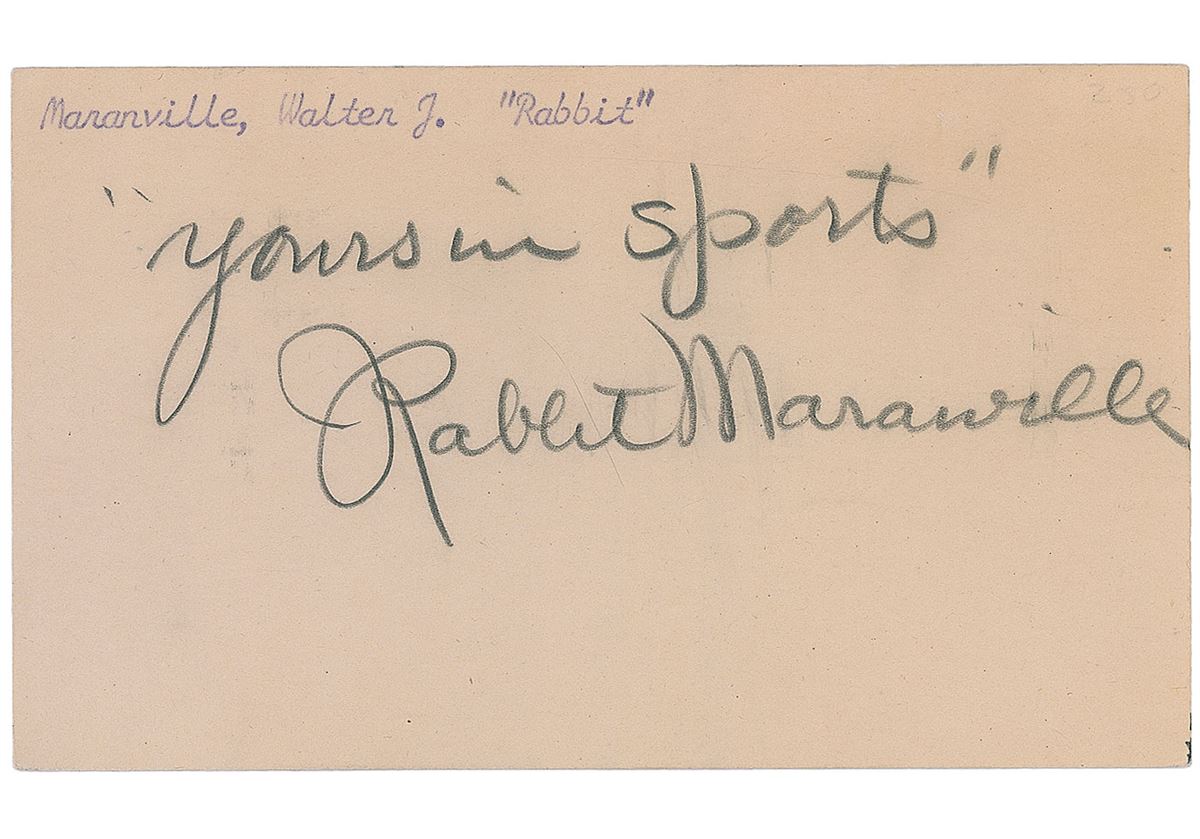 Maranville, Walter J. "Rabbit"
"yours in sports"
Rabbit Maranville